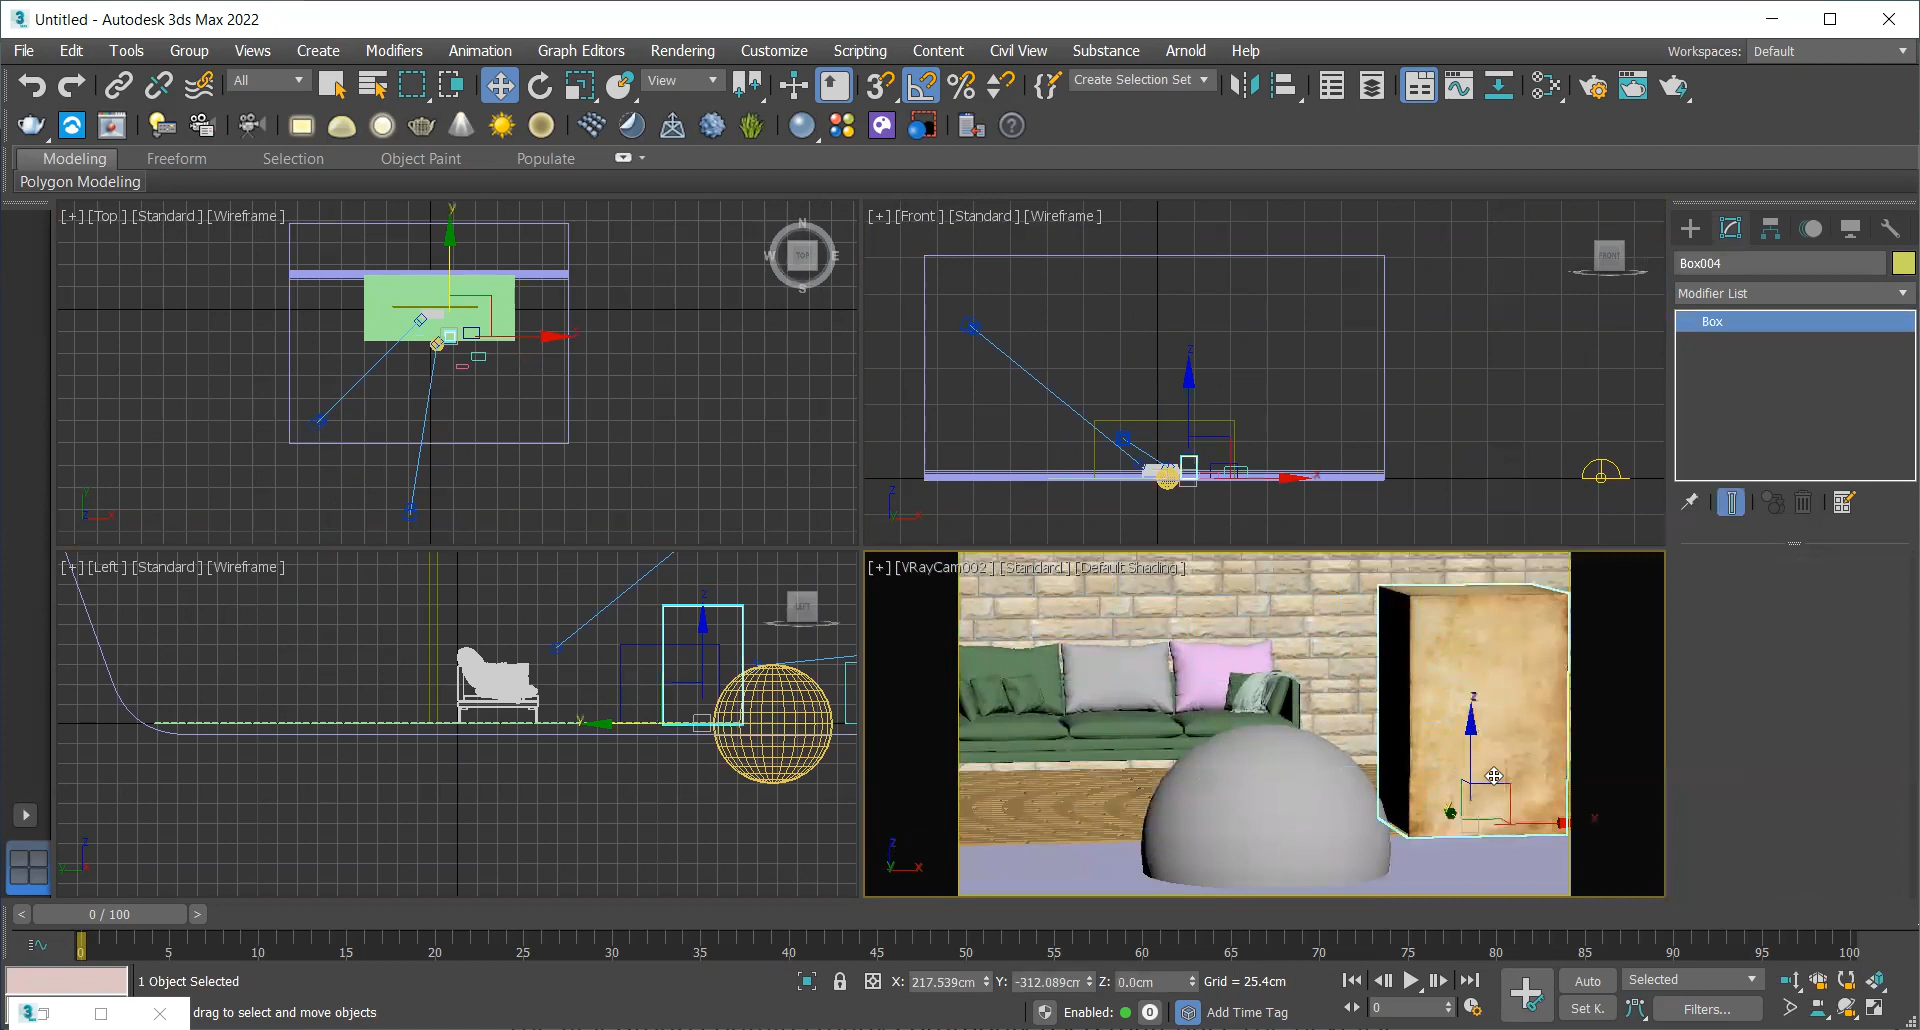 Untitled - Autodesk 3ds Max 2022
File Edit Tools Group Views Create Modifiers Animation Graph Editors Rendering Customize Scripting Content Civil View Substance Arnold Help Workspaces: Default
All View Create Selection Set
Modeling Freeform Selection Object Paint Populate
Polygon Modeling
[+] [Top ] [Standard ] [Wireframe ]
[+] [Front ] [Standard ] [Wireframe ]
TOP
N
W
E
S
FRONT
Box004
Modifier List
Box
[+] [Left ] [Standard ] [Wireframe ]
[+] [VRayCam002 ] [Standard ] [Default Shading ]
LEFT
< 0 / 100 >
0 5 10 15 20 25 30 35 40 45 50 55 60 65 70 75 80 85 90 95 100
1 Object Selected X: 217.539cm Y: -312.089cm Z: 0.0cm Grid = 25.4cm Auto Selected
drag to select and move objects Enabled: 0 Add Time Tag 0 Set K. Filters...